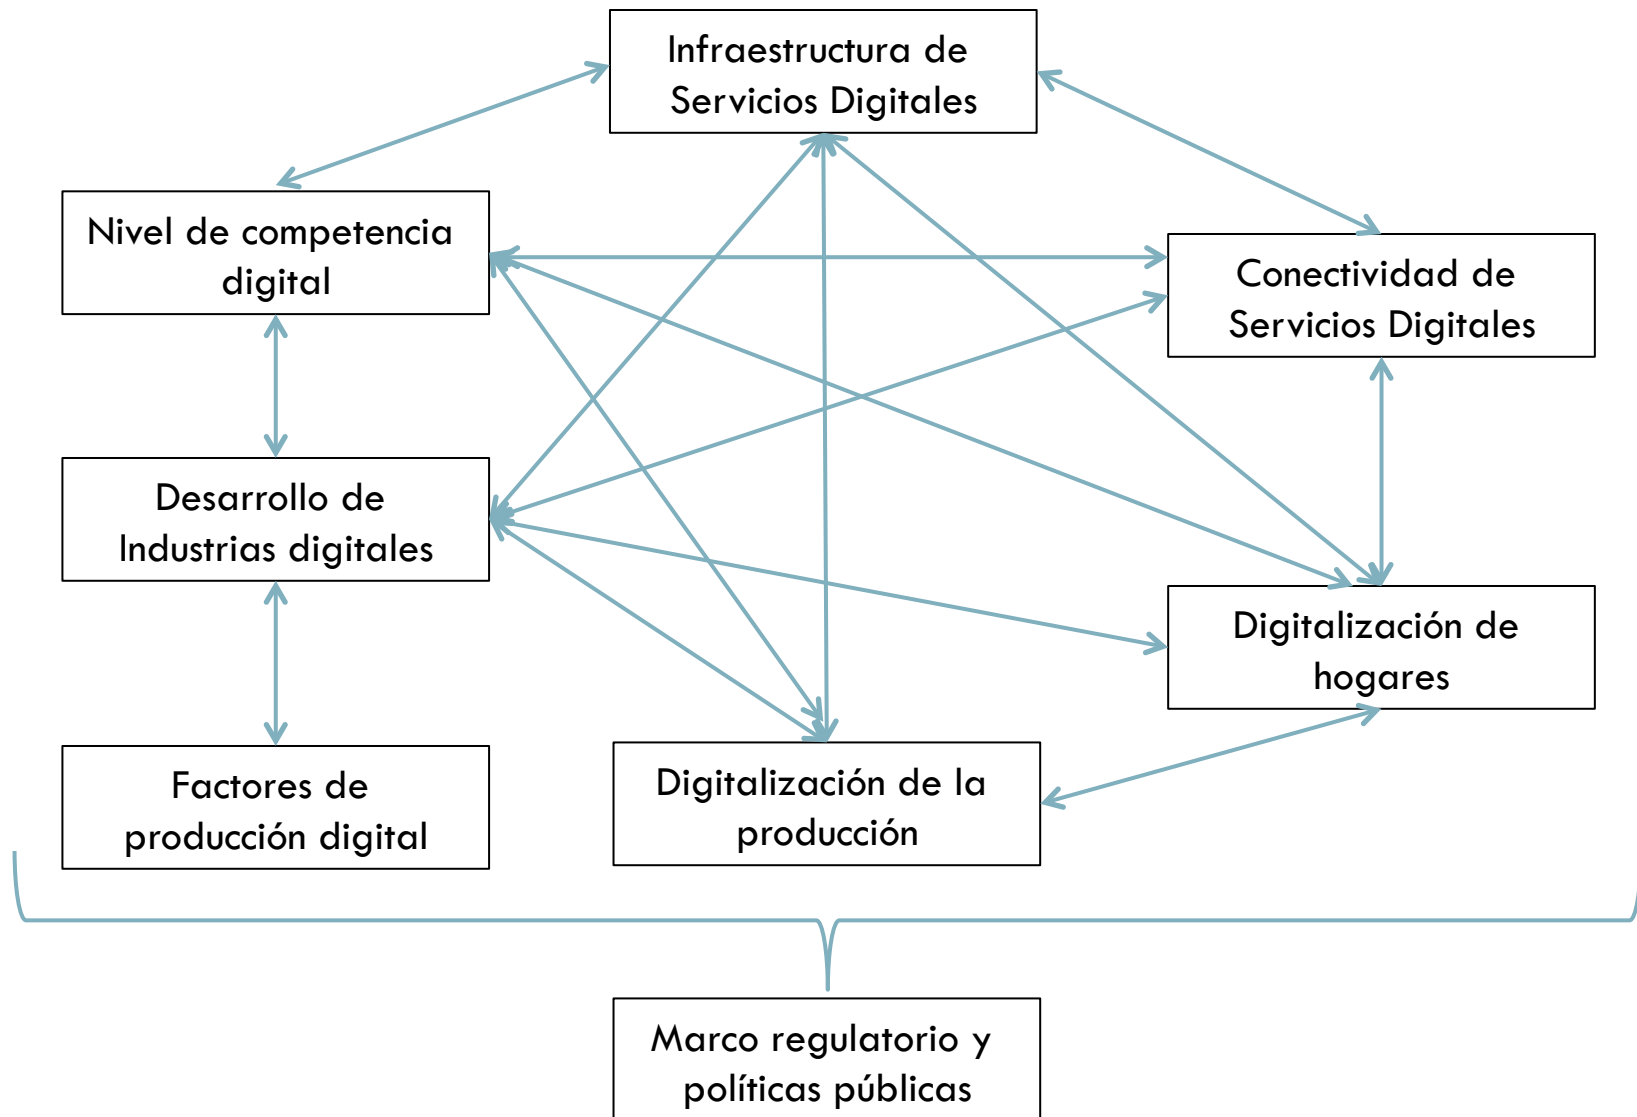 Infraestructura de
Servicios Digitales
Nivel de competencia
digital
Conectividad de
Servicios Digitales
Desarrollo de
Industrias digitales
Digitalización de
hogares
Factores de
producción digital
Digitalización de la
producción
Marco regulatorio y
políticas públicas